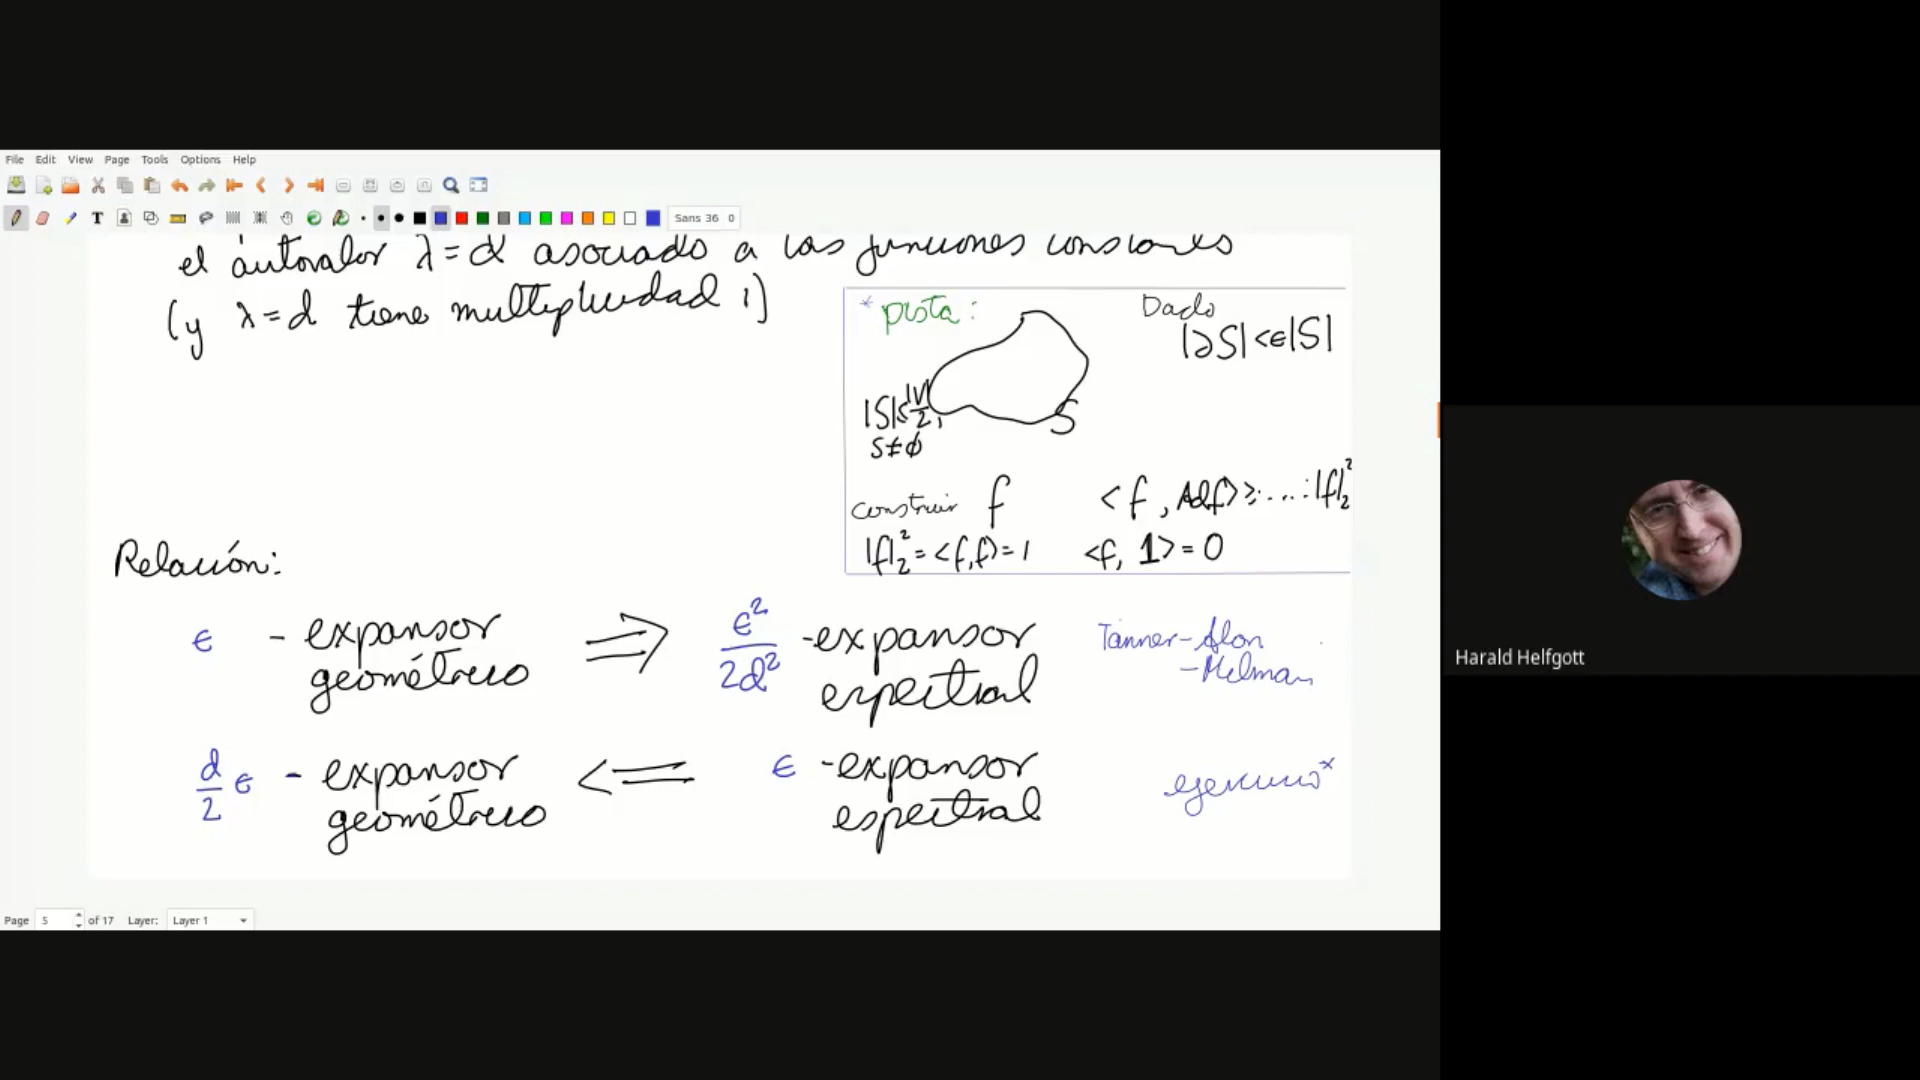 File Edit View Page Tools Options Help
Sans 36 0
el autovalor λ=d asociado a las funciones constantes
(y λ=d tiene multiplicidad 1)
* pista:
Dado
|∂S|<ϵ|S|
|S|≤|V|/2,
S≠∅
S
construir f
<f, Adf> ≥ ....|f|₂²
|f|₂² = <f,f> = 1
<f, 1> = 0
Relación:
ϵ - expansor geométrico ⟹ ϵ²/2d² -expansor espectral
Tanner-Alon
-Milman
d/2 ϵ - expansor geométrico ⟸ ϵ -expansor espectral
ejercicio*
Page 5 of 17 Layer: Layer 1
Harald Helfgott